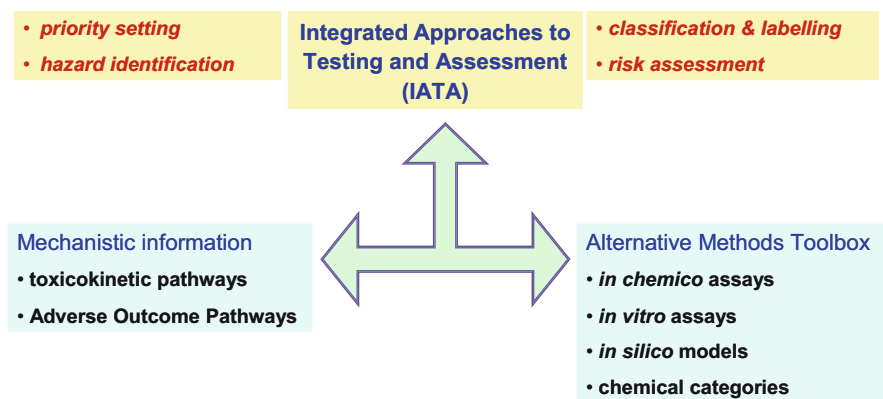 • priority setting
• hazard identification
Integrated Approaches to
Testing and Assessment
(IATA)
• classification & labelling
• risk assessment
Mechanistic information
• toxicokinetic pathways
• Adverse Outcome Pathways
Alternative Methods Toolbox
• in chemico assays
• in vitro assays
• in silico models
• chemical categories